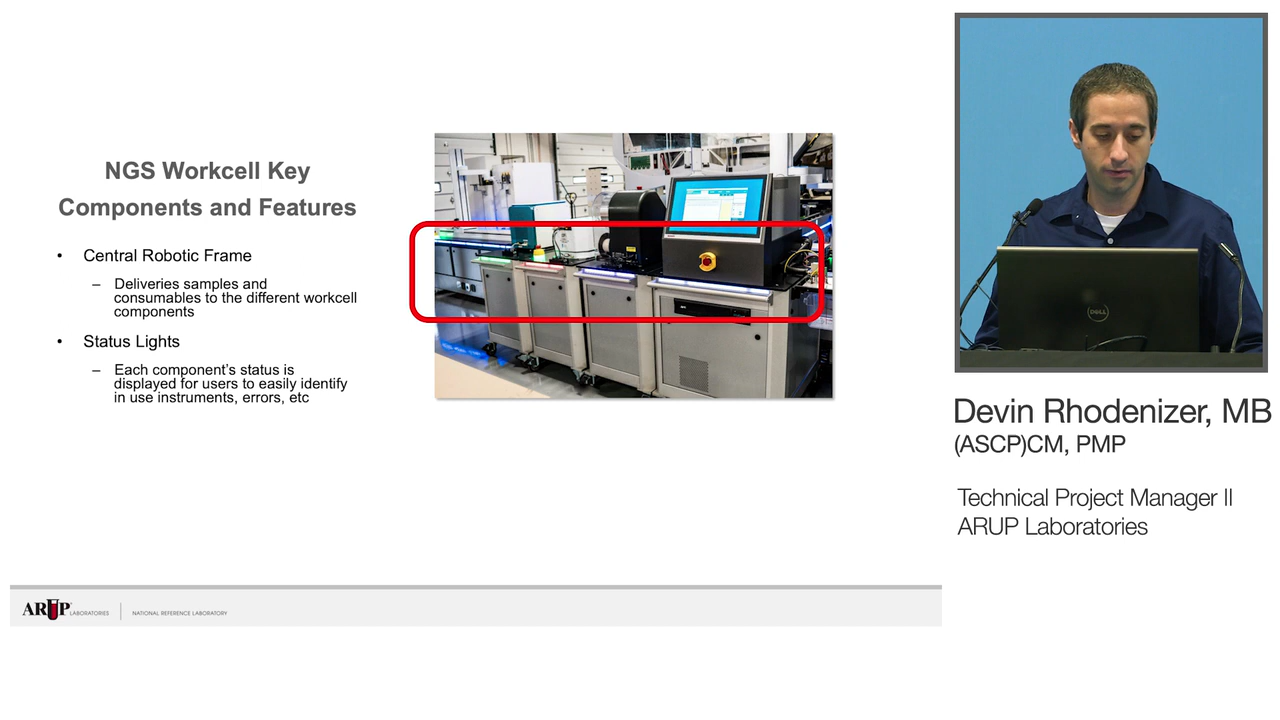 NGS Workcell Key
Components and Features
• Central Robotic Frame
– Deliveries samples and
consumables to the different workcell
components
• Status Lights
– Each component's status is
displayed for users to easily identify
in use instruments, errors, etc
DELL
Devin Rhodenizer, MB
(ASCP)CM, PMP
Technical Project Manager II
ARUP Laboratories
ARUP LABORATORIES
NATIONAL REFERENCE LABORATORY